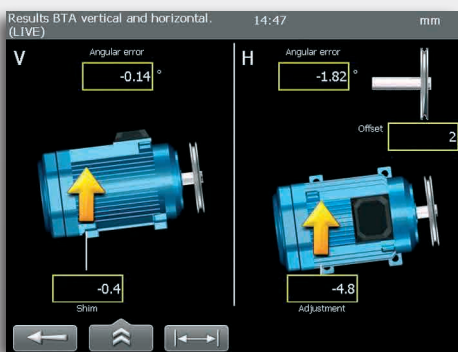 Results BTA vertical and horizontal. 14:47 mm
(LIVE)
V
Angular error
-0.14 °
-0.4
Shim
H
Angular error
-1.82 °
Offset
2
-4.8
Adjustment